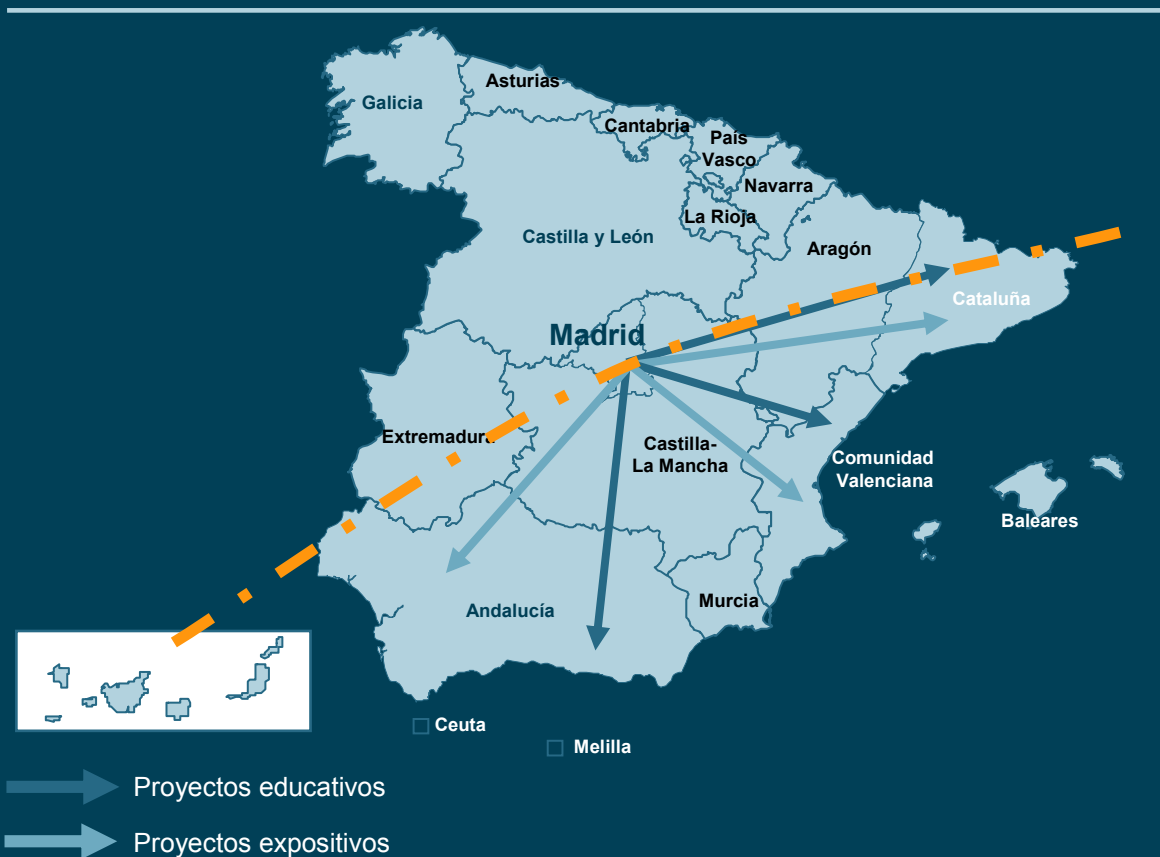 Asturias
Galicia
Cantabria
País
Vasco
Navarra
La Rioja
Castilla y León
Aragón
Cataluña
Madrid
Extremadura
Castilla-
La Mancha
Comunidad
Valenciana
Baleares
Murcia
Andalucía
Ceuta
Melilla
Proyectos educativos
Proyectos expositivos